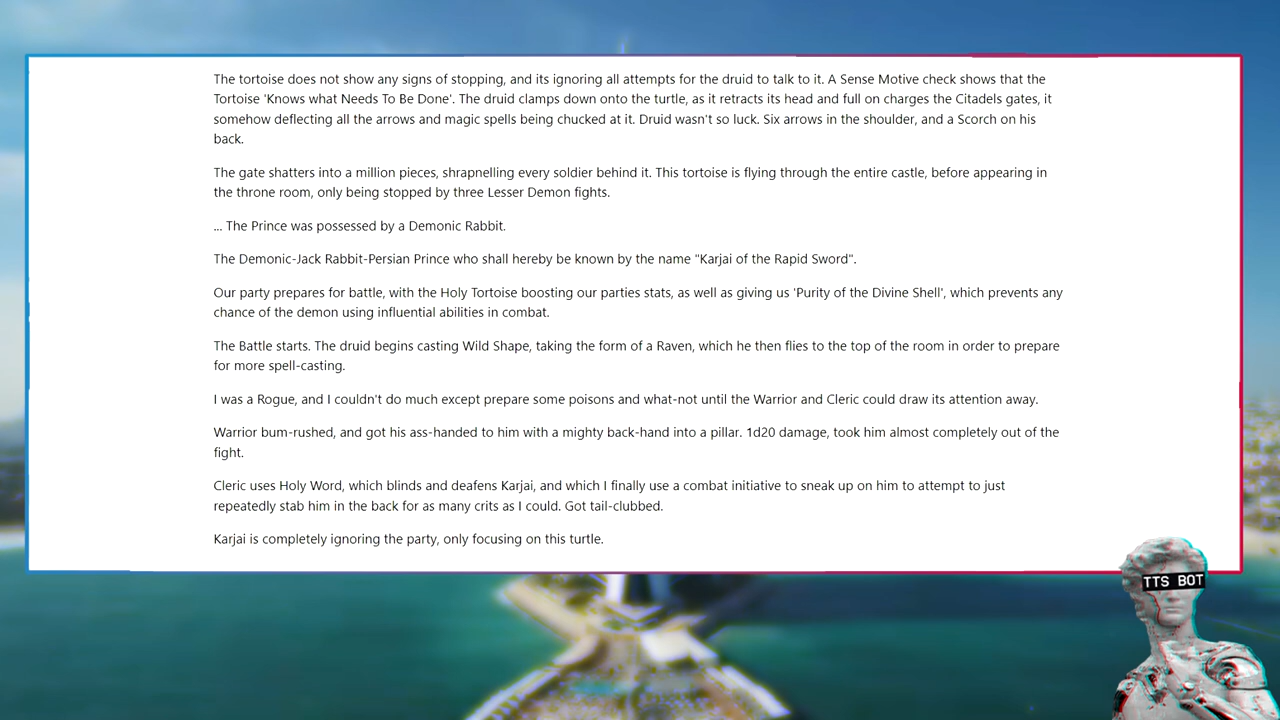 The tortoise does not show any signs of stopping, and its ignoring all attempts for the druid to talk to it. A Sense Motive check shows that the
Tortoise 'Knows what Needs To Be Done'. The druid clamps down onto the turtle, as it retracts its head and full on charges the Citadels gates, it
somehow deflecting all the arrows and magic spells being chucked at it. Druid wasn't so luck. Six arrows in the shoulder, and a Scorch on his
back.
The gate shatters into a million pieces, shrapnelling every soldier behind it. This tortoise is flying through the entire castle, before appearing in
the throne room, only being stopped by three Lesser Demon fights.
... The Prince was possessed by a Demonic Rabbit.
The Demonic-Jack Rabbit-Persian Prince who shall hereby be known by the name "Karjai of the Rapid Sword".
Our party prepares for battle, with the Holy Tortoise boosting our parties stats, as well as giving us 'Purity of the Divine Shell', which prevents any
chance of the demon using influential abilities in combat.
The Battle starts. The druid begins casting Wild Shape, taking the form of a Raven, which he then flies to the top of the room in order to prepare
for more spell-casting.
I was a Rogue, and I couldn't do much except prepare some poisons and what-not until the Warrior and Cleric could draw its attention away.
Warrior bum-rushed, and got his ass-handed to him with a mighty back-hand into a pillar. 1d20 damage, took him almost completely out of the
fight.
Cleric uses Holy Word, which blinds and deafens Karjai, and which I finally use a combat initiative to sneak up on him to attempt to just
repeatedly stab him in the back for as many crits as I could. Got tail-clubbed.
Karjai is completely ignoring the party, only focusing on this turtle.
TTS BOT